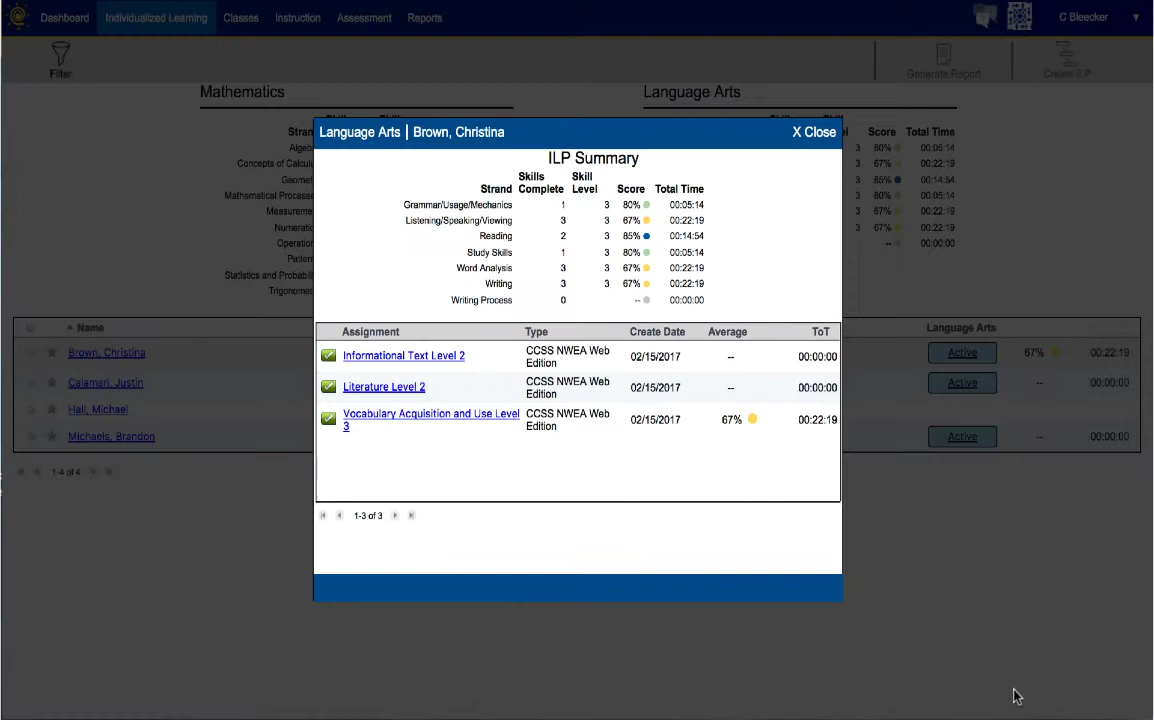 Dashboard Individualized Learning Classes Instruction Assessment Reports C Bleecker
Filter Generate Report Create ILP
Mathematics Language Arts
Language Arts | Brown, Christina X Close
ILP Summary
Skills Skill
Strand Complete Level Score Total Time
Grammar/Usage/Mechanics 1 3 80% 00:05:14
Listening/Speaking/Viewing 3 3 67% 00:22:19
Reading 2 3 85% 00:14:54
Study Skills 1 3 80% 00:05:14
Word Analysis 3 3 67% 00:22:19
Writing 3 3 67% 00:22:19
Writing Process 0 -- 00:00:00
Score Total Time
3 80% 00:05:14
3 67% 00:22:19
3 85% 00:14:54
3 80% 00:05:14
3 67% 00:22:19
3 67% 00:22:19
-- 00:00:00
Assignment Type Create Date Average ToT
Informational Text Level 2 CCSS NWEA Web 02/15/2017 -- 00:00:00
Edition
Literature Level 2 CCSS NWEA Web 02/15/2017 -- 00:00:00
Edition
Vocabulary Acquisition and Use Level CCSS NWEA Web 02/15/2017 67% 00:22:19
3 Edition
1-3 of 3
Name Language Arts
Brown, Christina Active 67% 00:22:19
Calamari, Justin Active -- 00:00:00
Hall, Michael
Michaels, Brandon Active -- 00:00:00
1-4 of 4